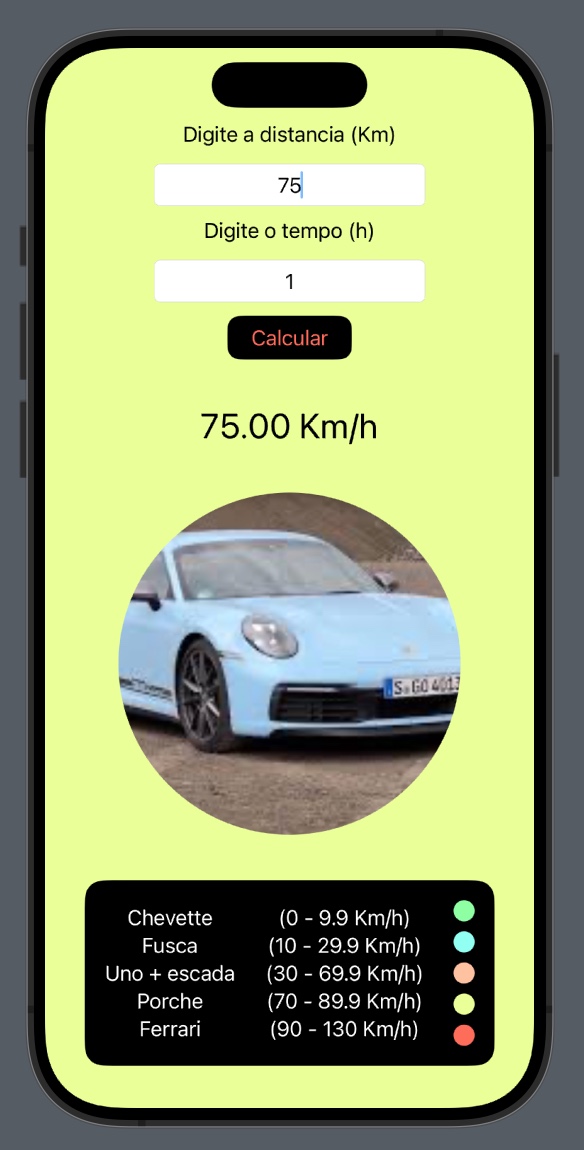 Digite a distancia (Km)
75
Digite o tempo (h)
1
Calcular
75.00 Km/h
S GO 4013
Chevette (0 - 9.9 Km/h)
Fusca (10 - 29.9 Km/h)
Uno + escada (30 - 69.9 Km/h)
Porche (70 - 89.9 Km/h)
Ferrari (90 - 130 Km/h)